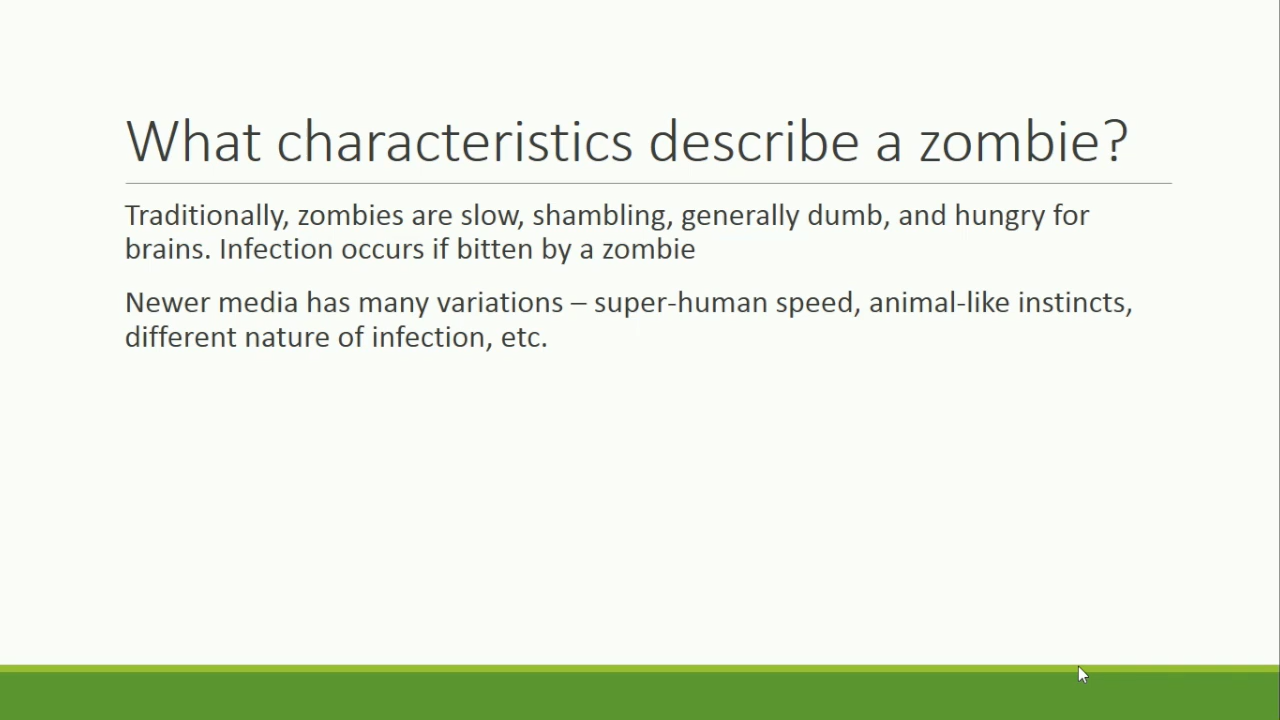 What characteristics describe a zombie?
Traditionally, zombies are slow, shambling, generally dumb, and hungry for
brains. Infection occurs if bitten by a zombie
Newer media has many variations – super-human speed, animal-like instincts,
different nature of infection, etc.